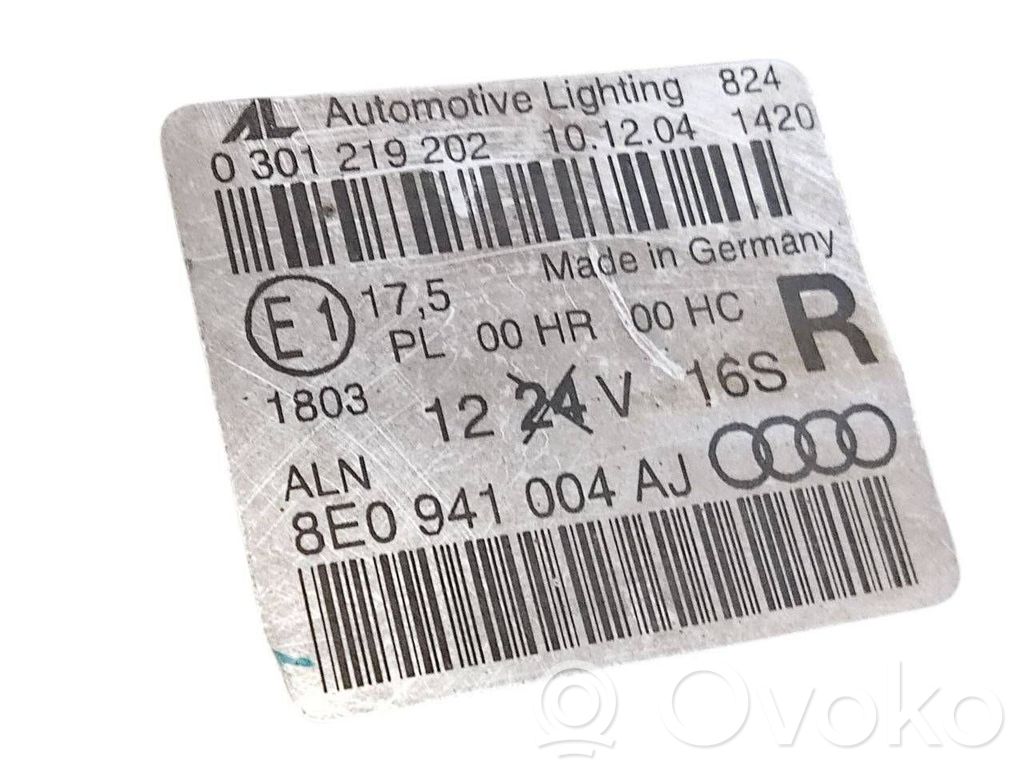 AL Automotive Lighting 824
0 301 219 202 10.12.04 1420
Made in Germany
E1 17,5
PL 00 HR 00 HC R
1803 12 24 V 16S
ALN
8E0 941 004 AJ
Ovoko